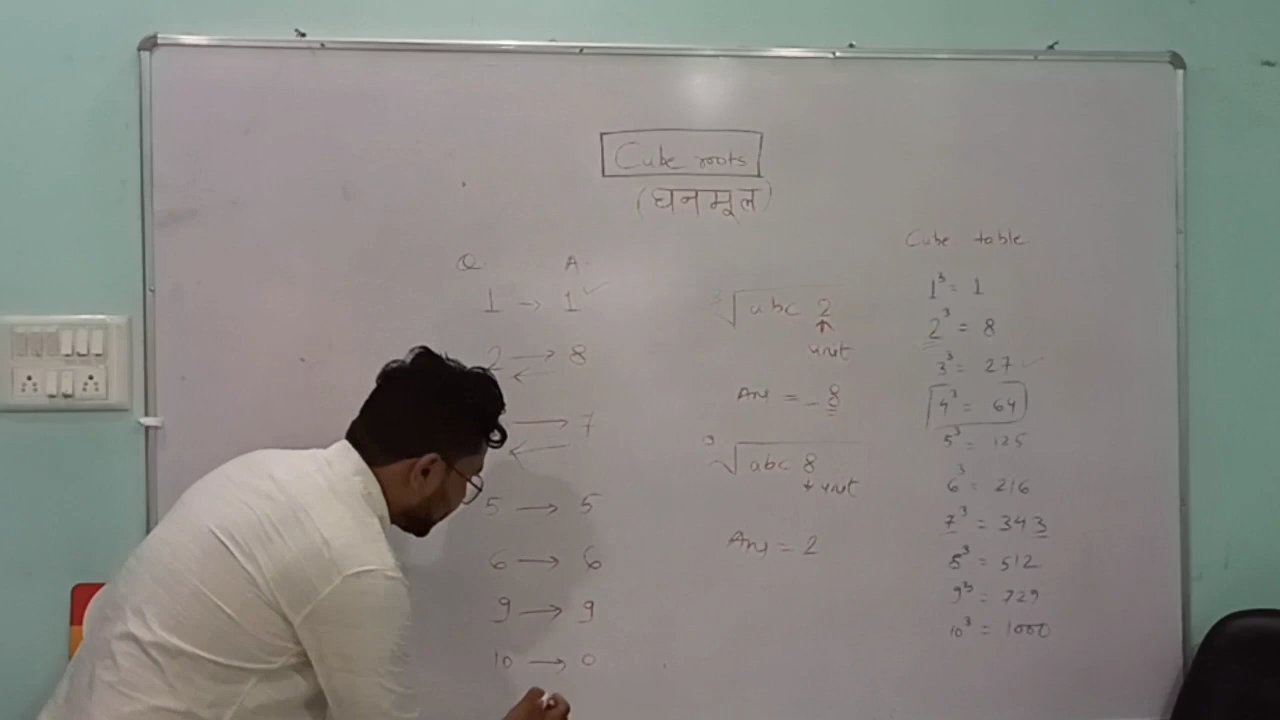 Cube roots
(घनमूल)
Q A
1 → 1 ✓
2 → 8
←
→ 7
←
5 → 5
6 → 6
9 → 9
10 → 0
∛abc 2
↑
unit
Ans = _ 8
∛abc 8
↓ unit
Ans = 2
Cube table
1³ = 1
2³ = 8
3³ = 27 ✓
4³ = 64
5³ = 125
6³ = 216
7³ = 343
8³ = 512
9³ = 729
10³ = 1000